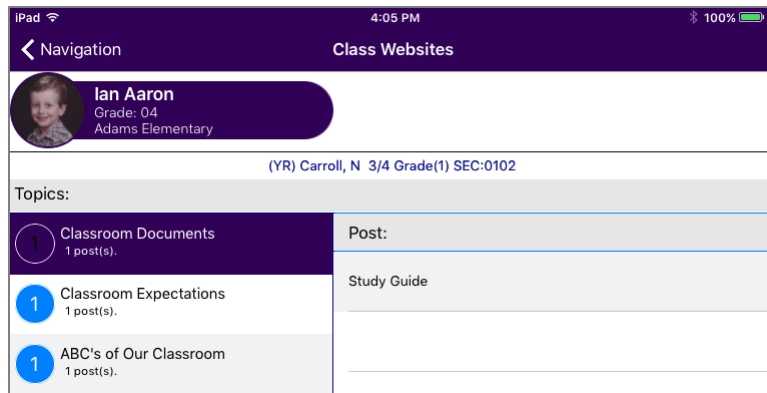 iPad 4:05 PM 100%
Navigation Class Websites
Ian Aaron
Grade: 04
Adams Elementary
(YR) Carroll, N 3/4 Grade(1) SEC:0102
Topics:
1 Classroom Documents
1 post(s).
1 Classroom Expectations
1 post(s).
1 ABC's of Our Classroom
1 post(s).
Post:
Study Guide